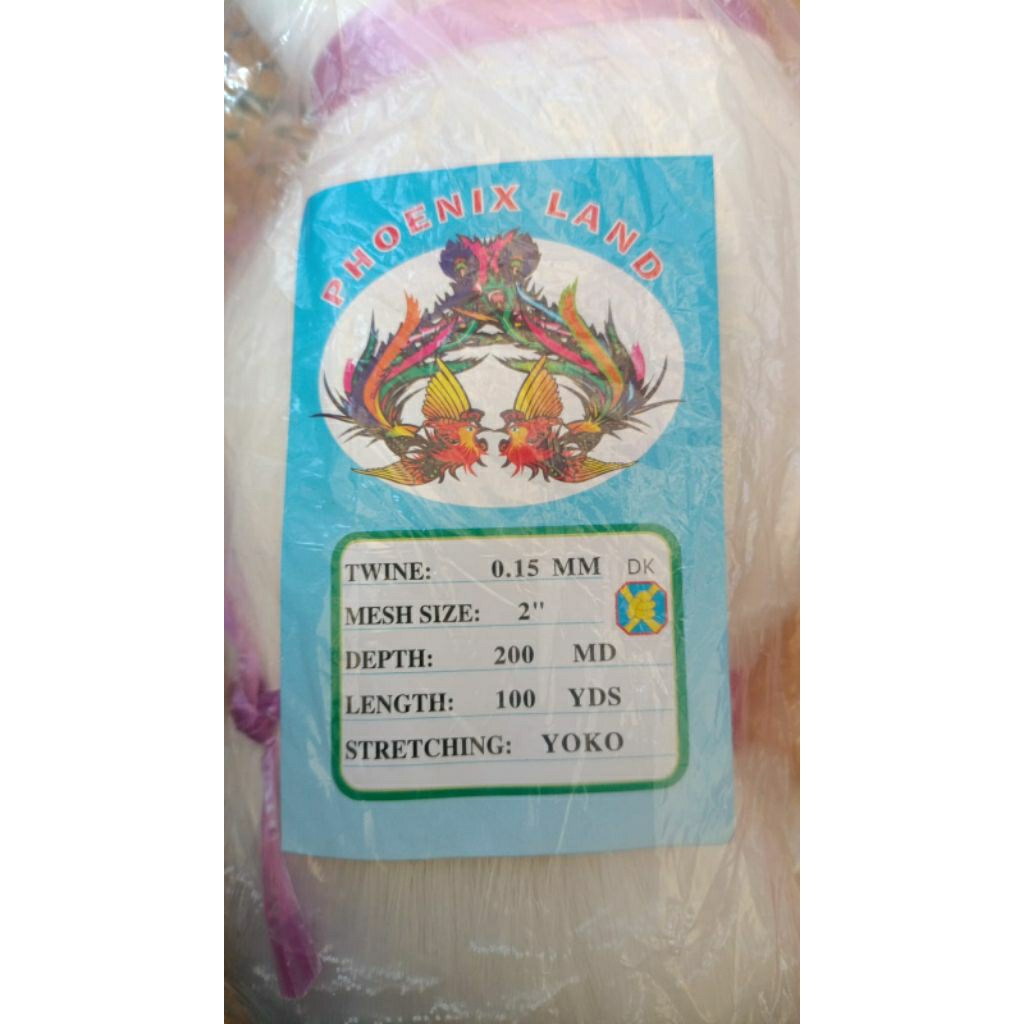 PHOENIX LAND
TWINE: 0.15 MM DK
MESH SIZE: 2"
DEPTH: 200 MD
LENGTH: 100 YDS
STRETCHING: YOKO